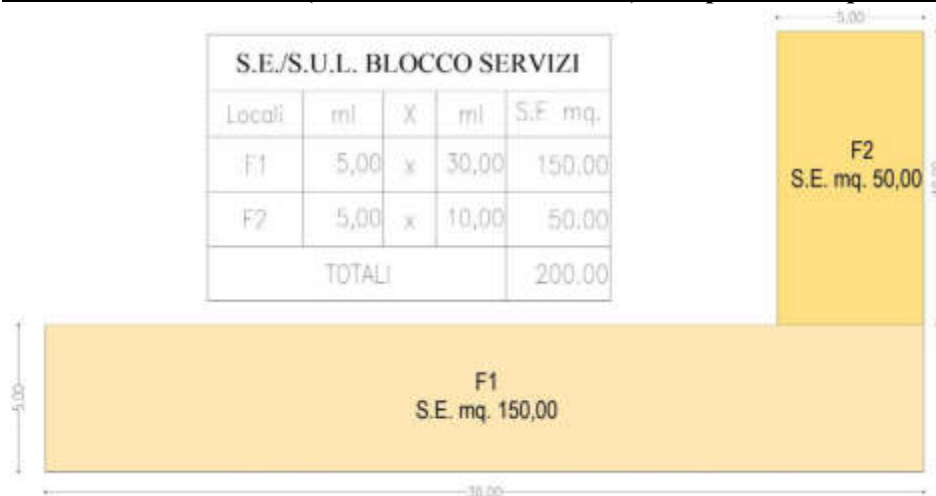 5.00
S.E./S.U.L. BLOCCO SERVIZI
Locali ml X ml S.E mq.
F1 5,00 x 30,00 150.00
F2 5,00 x 10,00 50.00
TOTALI 200.00
F2
S.E. mq. 50,00
F1
S.E. mq. 150,00
5.00
30.00